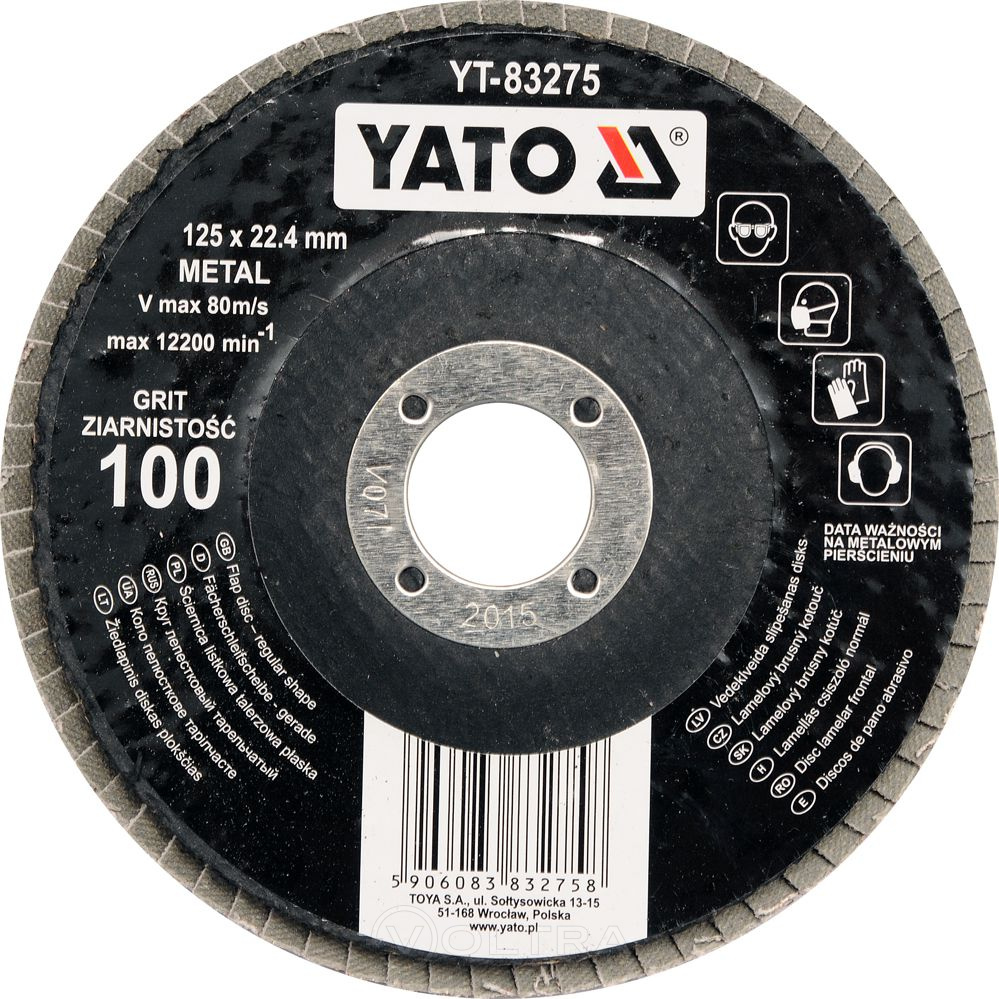 YT-83275
YATO ®
125 x 22.4 mm
METAL
V max 80m/s
max 12200 min⁻¹
GRIT
ZIARNISTOŚĆ
100
DATA WAŻNOŚCI
NA METALOWYM
PIERŚCIENIU
V07/
2015
GB Flap disc - regular shape
D Fächerschleifscheibe - gerade
PL Ściernica listkowa talerzowa płaska
RUS Круг лепестковый тарельчатый
UA Коло пелюсткове тарілчасте
LT Žiedlapinis diskas plokščias
LV Vedekļveida slīpēšanas disks
CZ Lamelový brusný kotouč
SK Lamelový brusný kotúč
H Lamellás csiszoló normál
RO Disc lamelar frontal
E Discos de pano abrasivo
5 906083 832758
TOYA S.A., ul. Sołtysowicka 13-15
51-168 Wrocław, Polska
www.yato.pl
VOLTRA